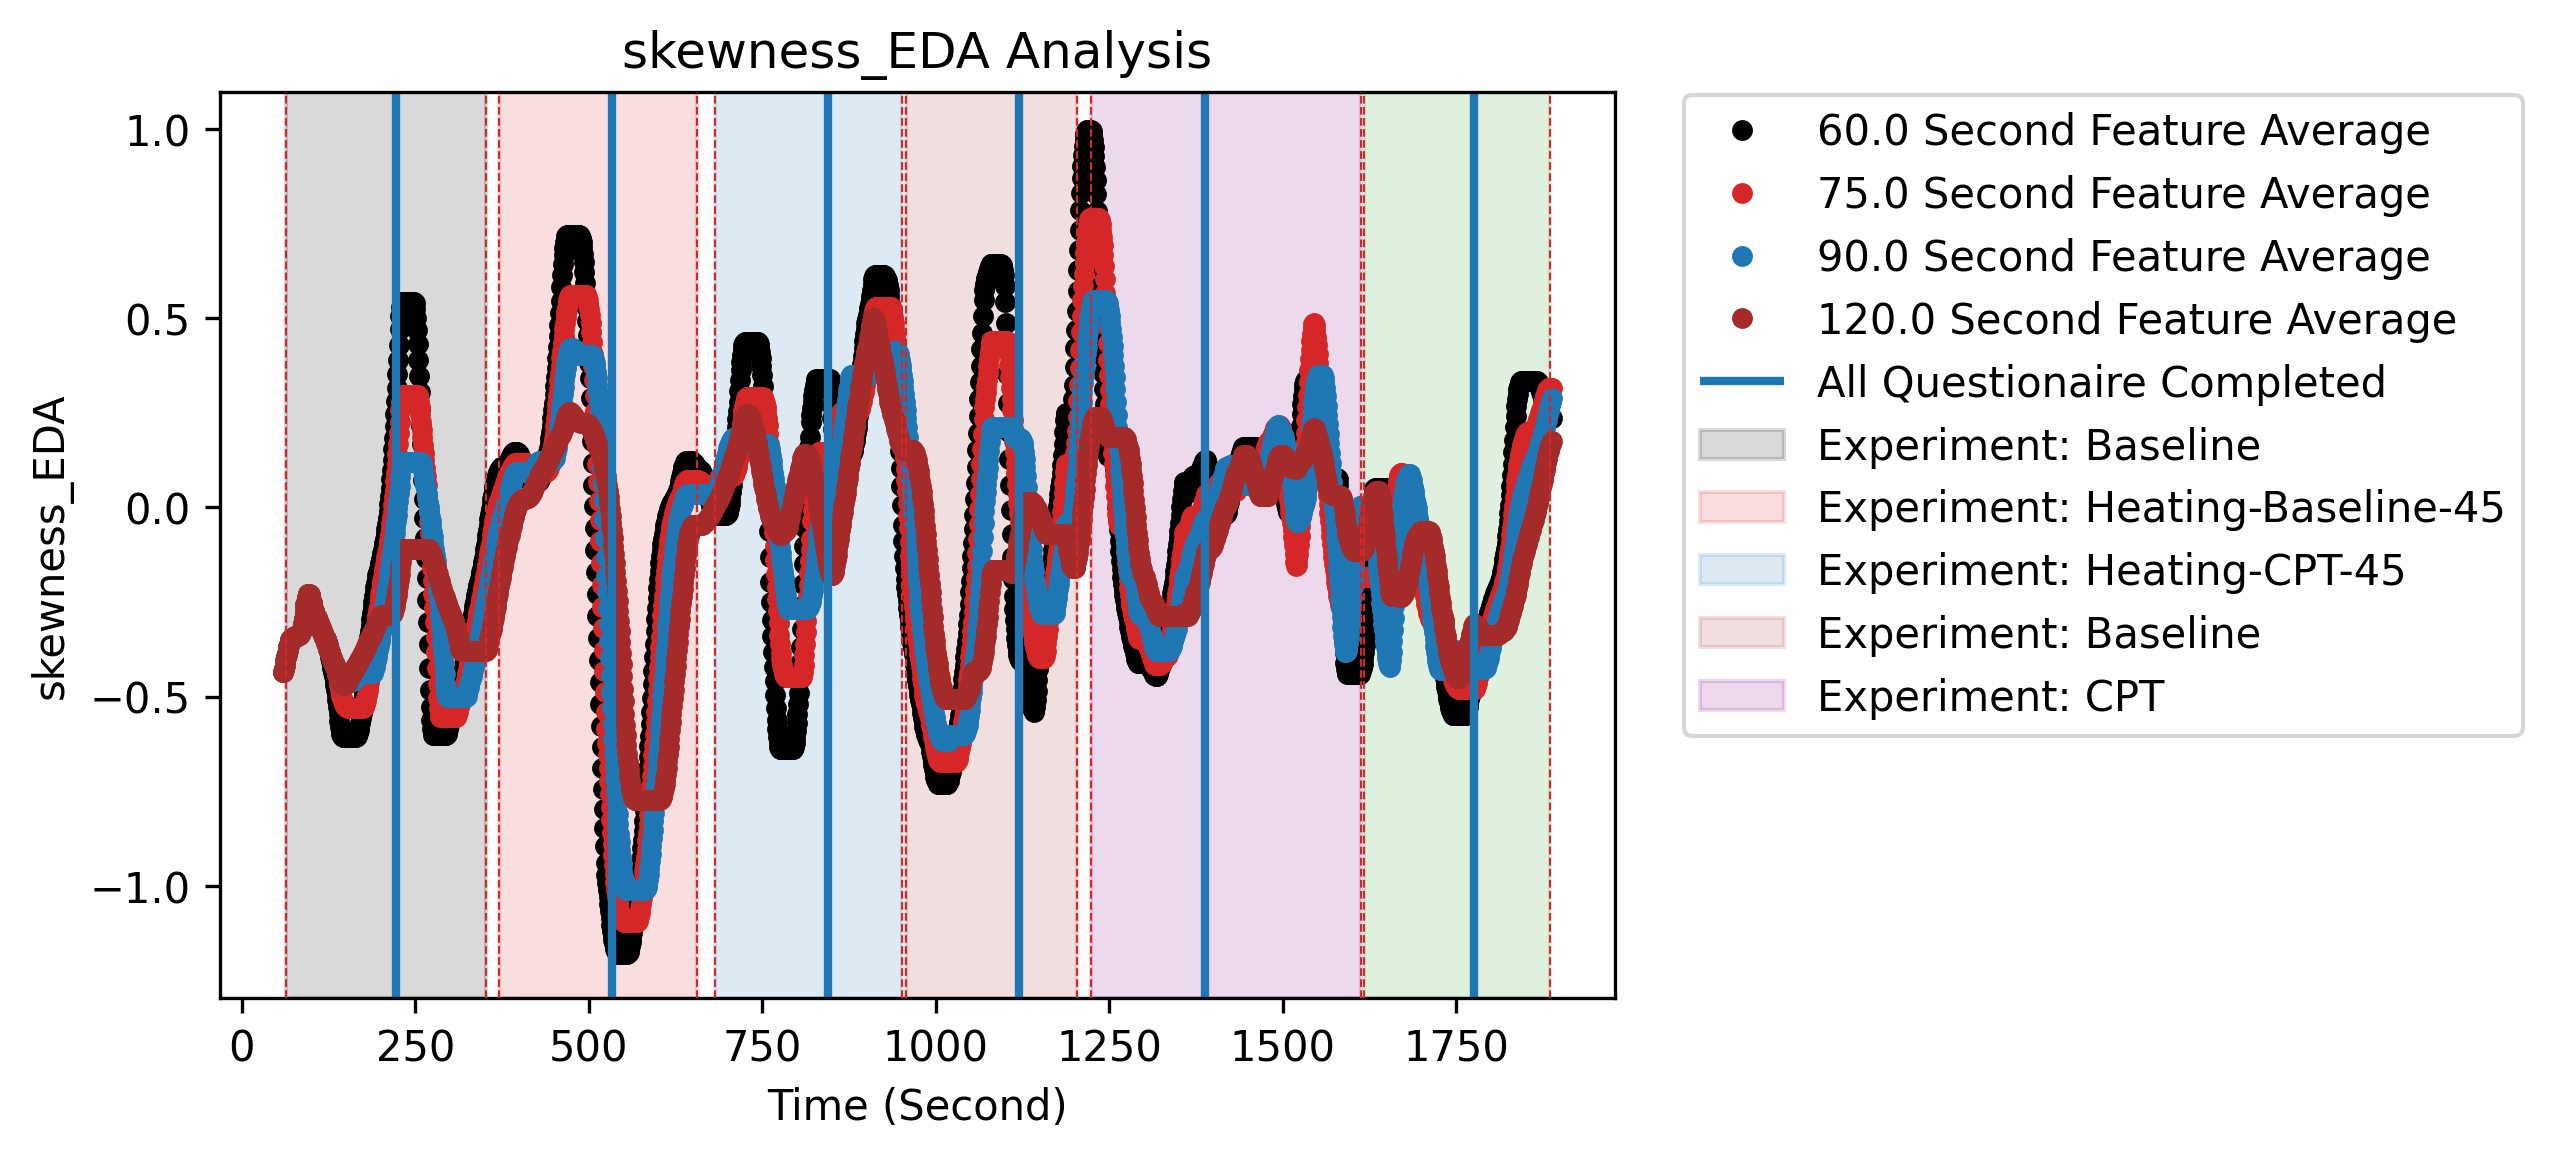 skewness_EDA Analysis
1.0
0.5
0.0
−0.5
−1.0
skewness_EDA
0 250 500 750 1000 1250 1500 1750
Time (Second)
60.0 Second Feature Average
75.0 Second Feature Average
90.0 Second Feature Average
120.0 Second Feature Average
All Questionaire Completed
Experiment: Baseline
Experiment: Heating-Baseline-45
Experiment: Heating-CPT-45
Experiment: Baseline
Experiment: CPT